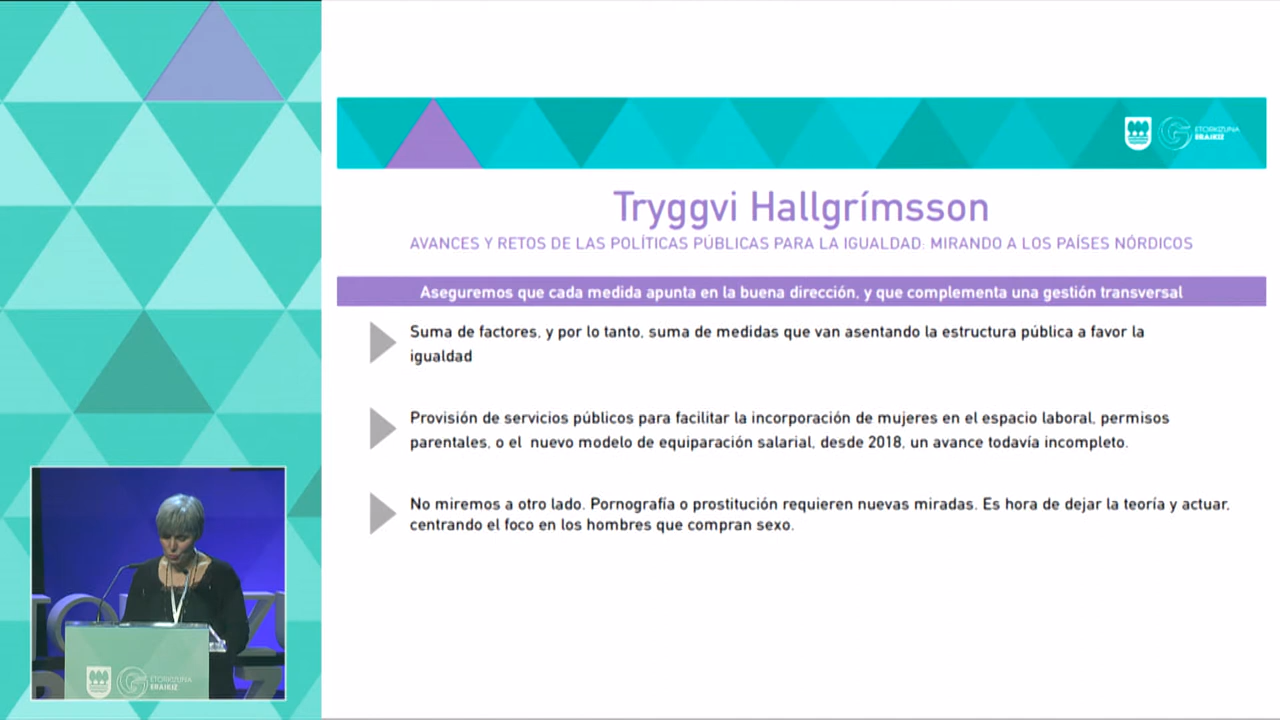 ETORKIZUNA
ERAIKIZ
Tryggvi Hallgrímsson
AVANCES Y RETOS DE LAS POLÍTICAS PÚBLICAS PARA LA IGUALDAD: MIRANDO A LOS PAÍSES NÓRDICOS
Aseguremos que cada medida apunta en la buena dirección, y que complementa una gestión transversal
Suma de factores, y por lo tanto, suma de medidas que van asentando la estructura pública a favor la
igualdad
Provisión de servicios públicos para facilitar la incorporación de mujeres en el espacio laboral, permisos
parentales, o el nuevo modelo de equiparación salarial, desde 2018, un avance todavía incompleto.
No miremos a otro lado. Pornografía o prostitución requieren nuevas miradas. Es hora de dejar la teoría y actuar,
centrando el foco en los hombres que compran sexo.
ETORKIZUNA
ERAIKIZ